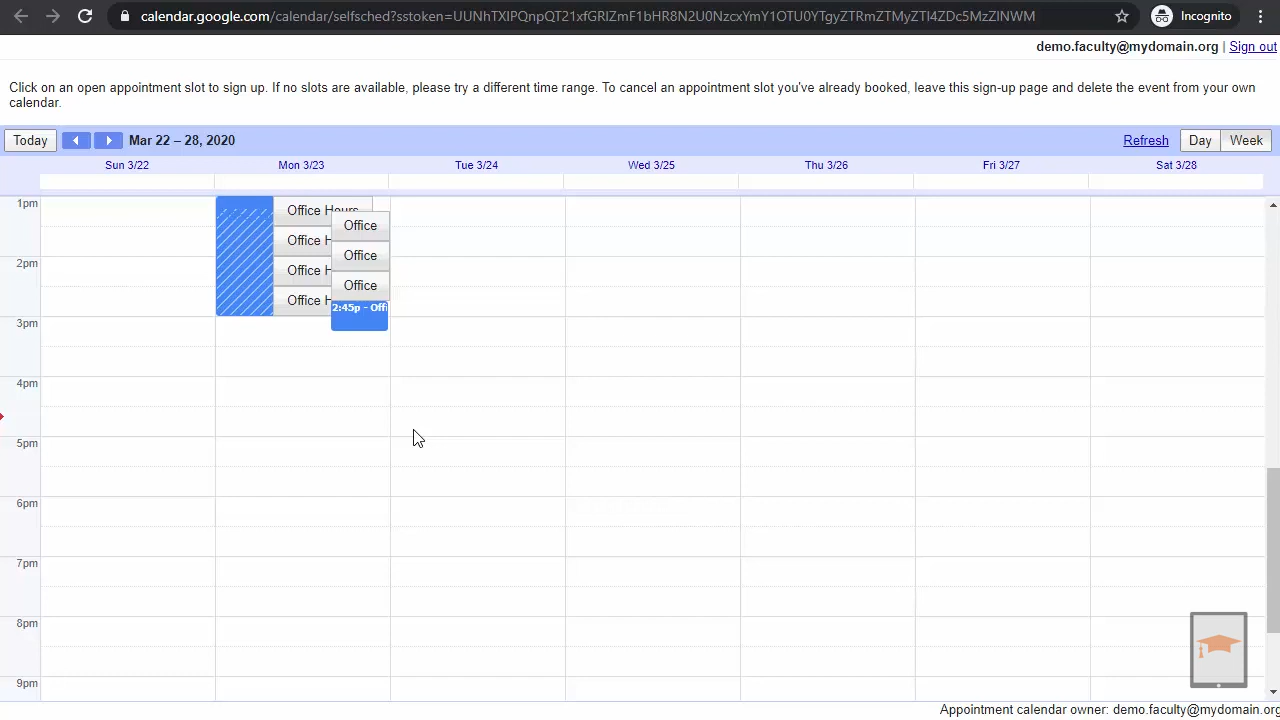 calendar.google.com/calendar/selfsched?sstoken=UUNhTXlPQnpQT21xfGRlZmF1bHR8N2U0NzcxYmY1OTU0YTgyZTRmZTMyZTI4ZDc5MzZlNWM
Incognito
demo.faculty@mydomain.org | Sign out
Click on an open appointment slot to sign up. If no slots are available, please try a different time range. To cancel an appointment slot you've already booked, leave this sign-up page and delete the event from your own
calendar.
Today
Mar 22 – 28, 2020
Refresh
Day
Week
Sun 3/22
Mon 3/23
Tue 3/24
Wed 3/25
Thu 3/26
Fri 3/27
Sat 3/28
1pm
Office Hours
Office
Office H
Office
2pm
Office H
Office
Office H
2:45p - Offi
3pm
4pm
5pm
6pm
7pm
8pm
9pm
Appointment calendar owner: demo.faculty@mydomain.org